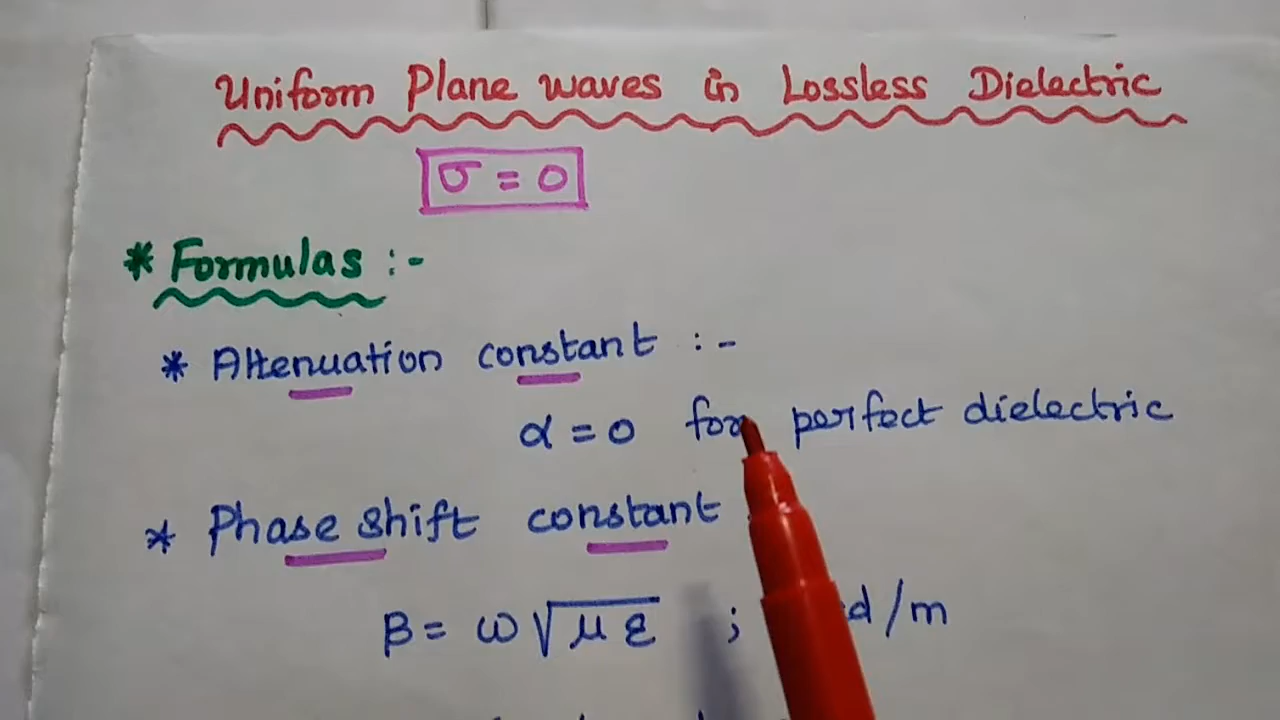 Uniform Plane waves in Lossless Dielectric
σ = 0
* Formulas :-
* Attenuation constant :-
α = 0 for perfect dielectric
* Phase shift constant
β = ω√με ; d/m